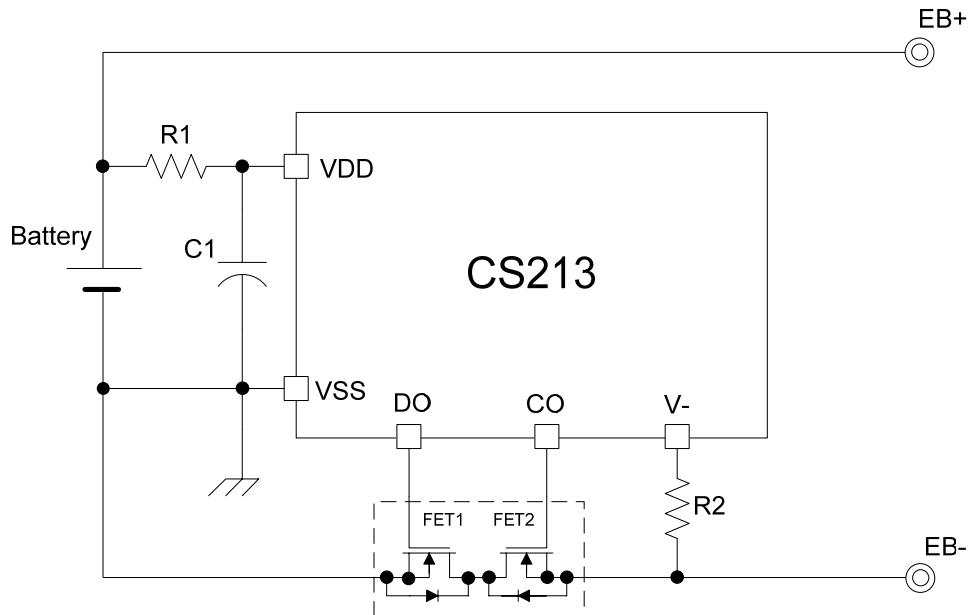 EB+
R1
VDD
Battery
C1
CS213
VSS
DO
CO
V-
FET1
FET2
R2
EB-